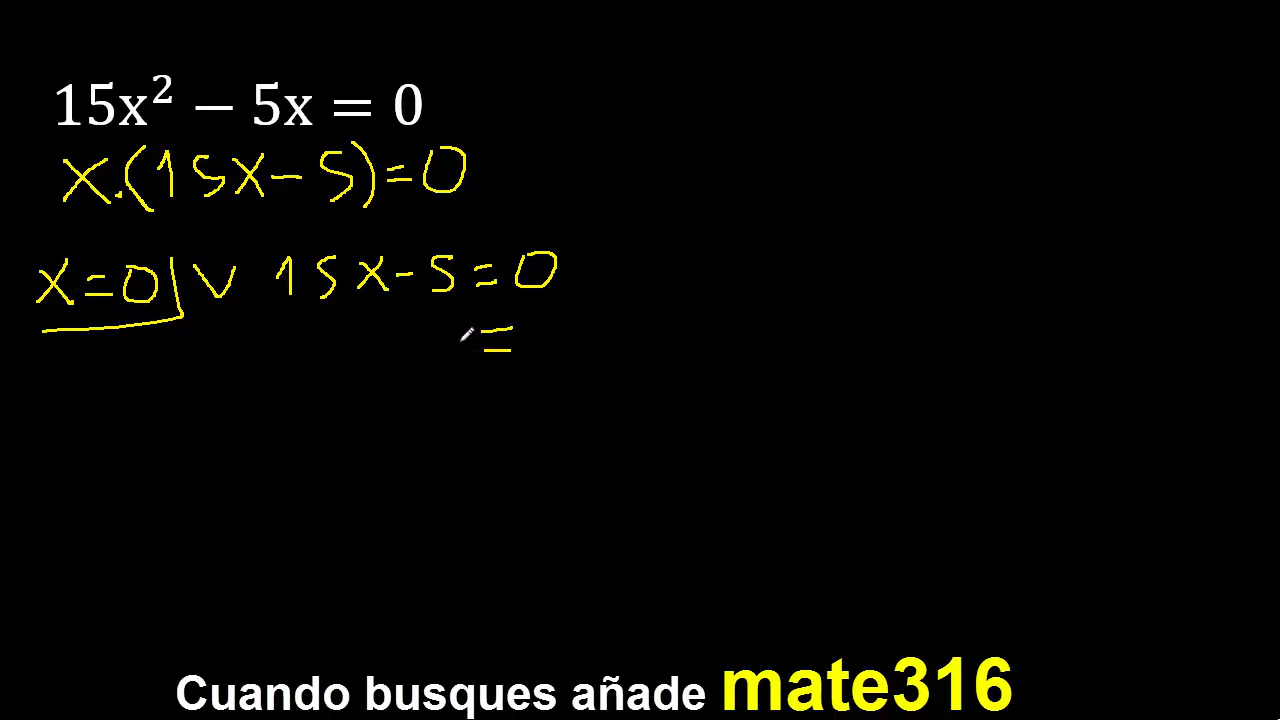 15x² − 5x = 0
x.(15x − 5) = 0
x = 0 ∨ 15x − 5 = 0
=
Cuando busques añade mate316